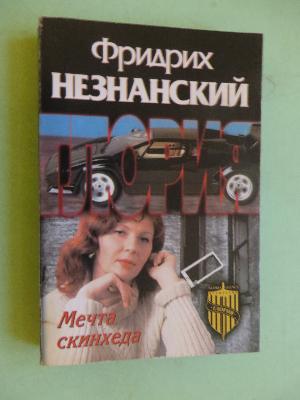 Фридрих
НЕЗНАНСКИЙ
ГЛОРИЯ
Мечта
скинхеда